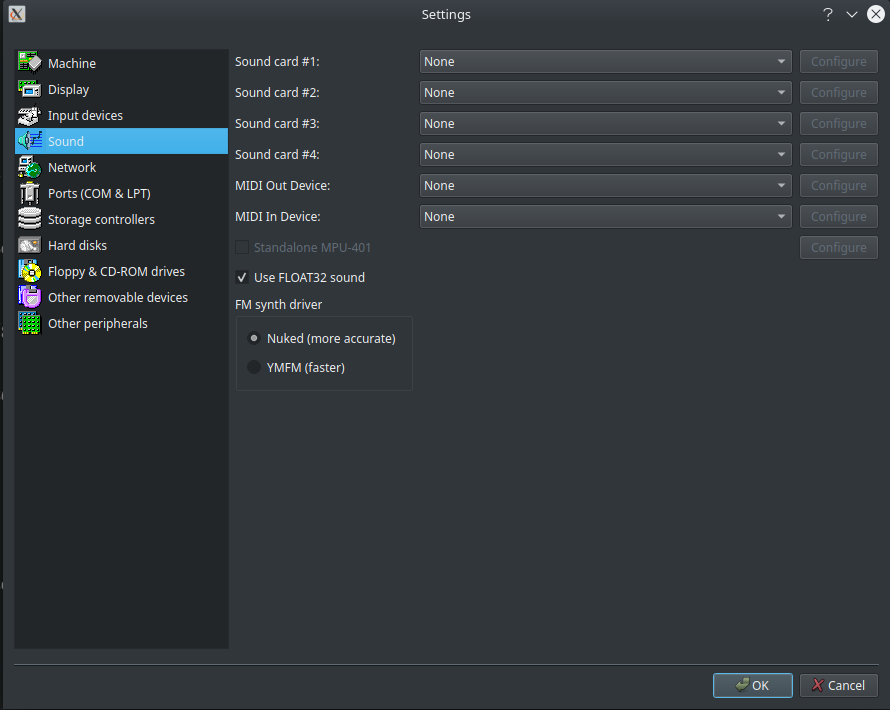 Settings
Machine
Display
Input devices
Sound
Network
Ports (COM & LPT)
Storage controllers
Hard disks
Floppy & CD-ROM drives
Other removable devices
Other peripherals
Sound card #1: None Configure
Sound card #2: None Configure
Sound card #3: None Configure
Sound card #4: None Configure
MIDI Out Device: None Configure
MIDI In Device: None Configure
Standalone MPU-401 Configure
Use FLOAT32 sound
FM synth driver
Nuked (more accurate)
YMFM (faster)
OK Cancel